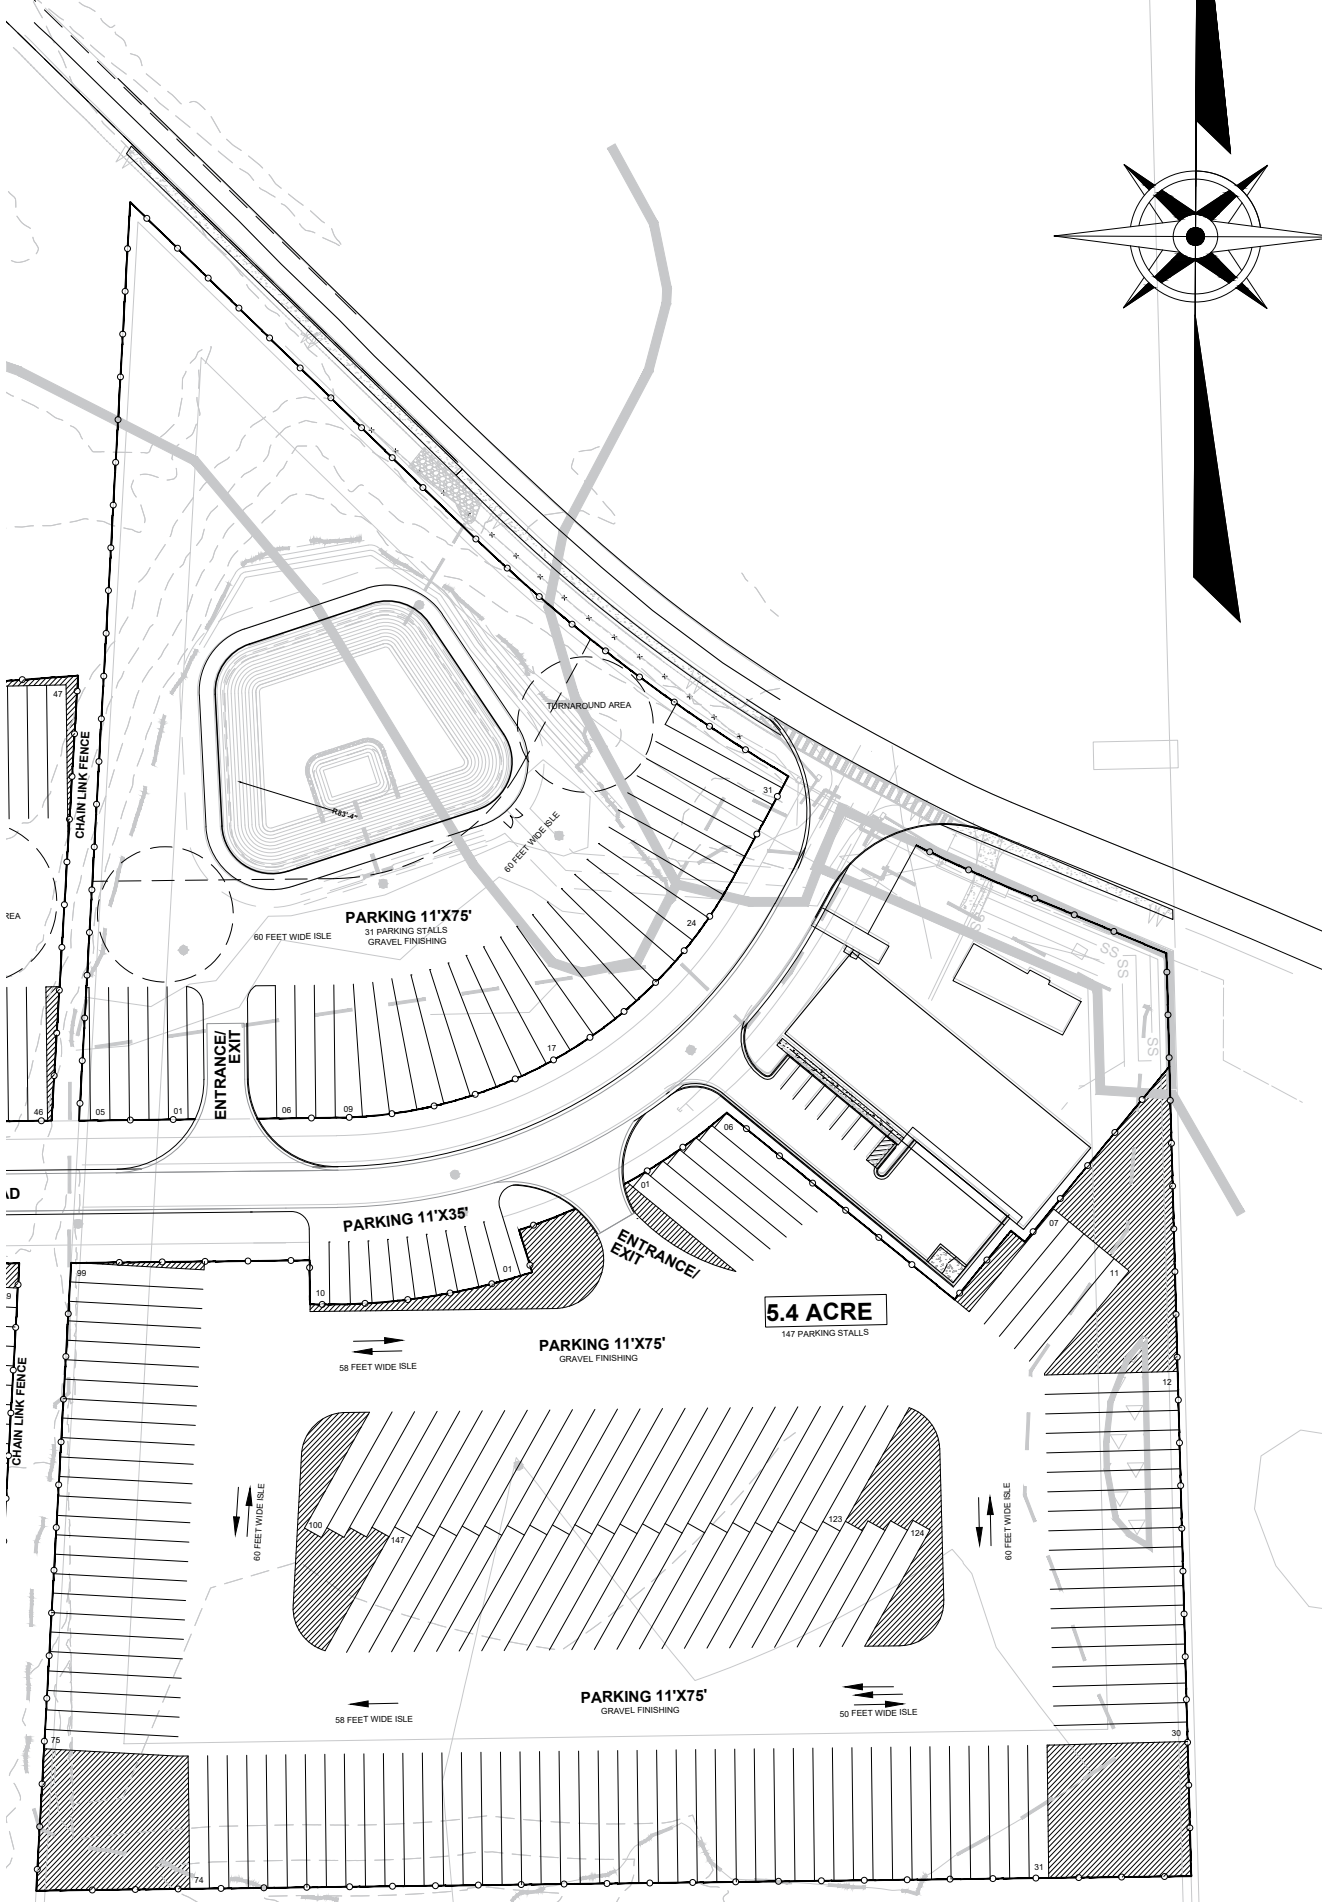 47
CHAIN LINK FENCE
TURNAROUND AREA
31
R83'-4"
60 FEET WIDE ISLE
REA
PARKING 11'X75'
31 PARKING STALLS
GRAVEL FINISHING
60 FEET WIDE ISLE
24
SS
SS
SS
SS
17
ENTRANCE/
EXIT
46
05
01
06
09
06
01
AD
PARKING 11'X35'
ENTRANCE/
EXIT
07
11
99
01
10
9
5.4 ACRE
147 PARKING STALLS
PARKING 11'X75'
GRAVEL FINISHING
58 FEET WIDE ISLE
CHAIN LINK FENCE
12
60 FEET WIDE ISLE
100
147
123
124
60 FEET WIDE ISLE
PARKING 11'X75'
GRAVEL FINISHING
58 FEET WIDE ISLE
50 FEET WIDE ISLE
75
30
74
31